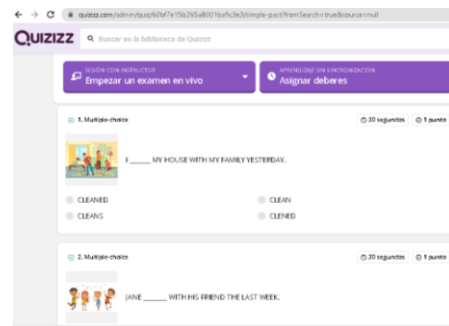 quizizz.com/admin/quiz/60bf7e15b265a8001ba9c3e3/simple-past?fromSearch=true&source=null
QUIZIZZ
Buscar en la biblioteca de Quizizz
SESIÓN CON INSTRUCTOR
Empezar un examen en vivo
APRENDIZAJE SIN SINCRONIZACIÓN
Asignar deberes
1. Multiple-choice
30 segundos
1 punto
I ______ MY HOUSE WITH MY FAMILY YESTERDAY.
CLEANED
CLEAN
CLEANS
CLENED
2. Multiple-choice
30 segundos
1 punto
JANE ______ WITH HIS FRIEND THE LAST WEEK.